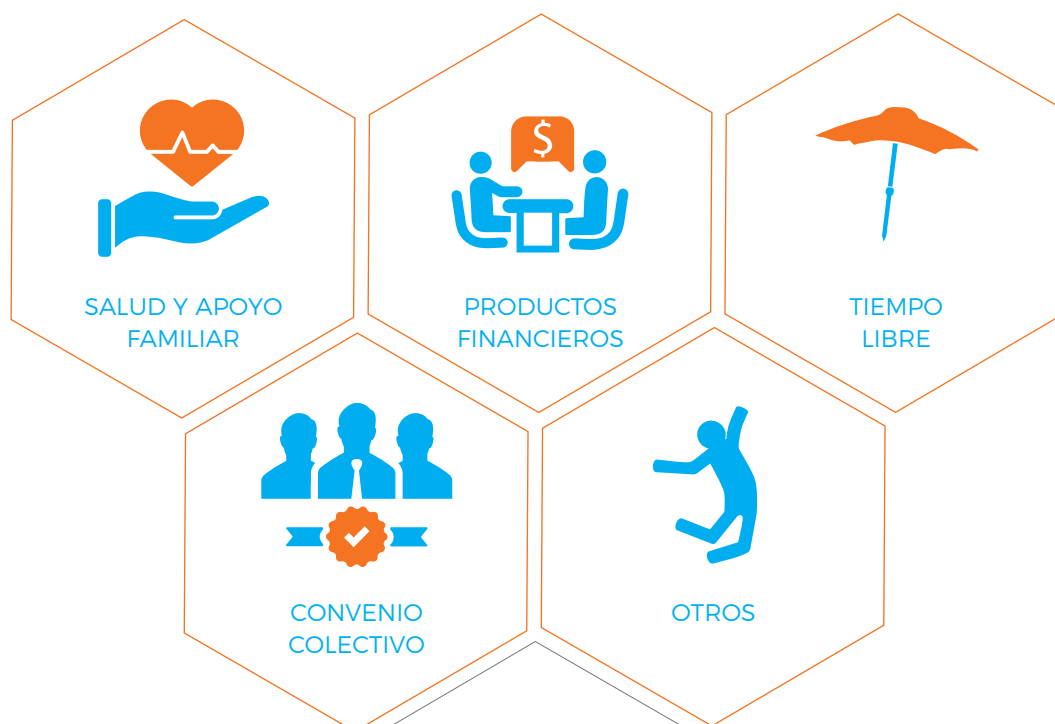 $
SALUD Y APOYO
FAMILIAR
PRODUCTOS
FINANCIEROS
TIEMPO
LIBRE
CONVENIO
COLECTIVO
OTROS